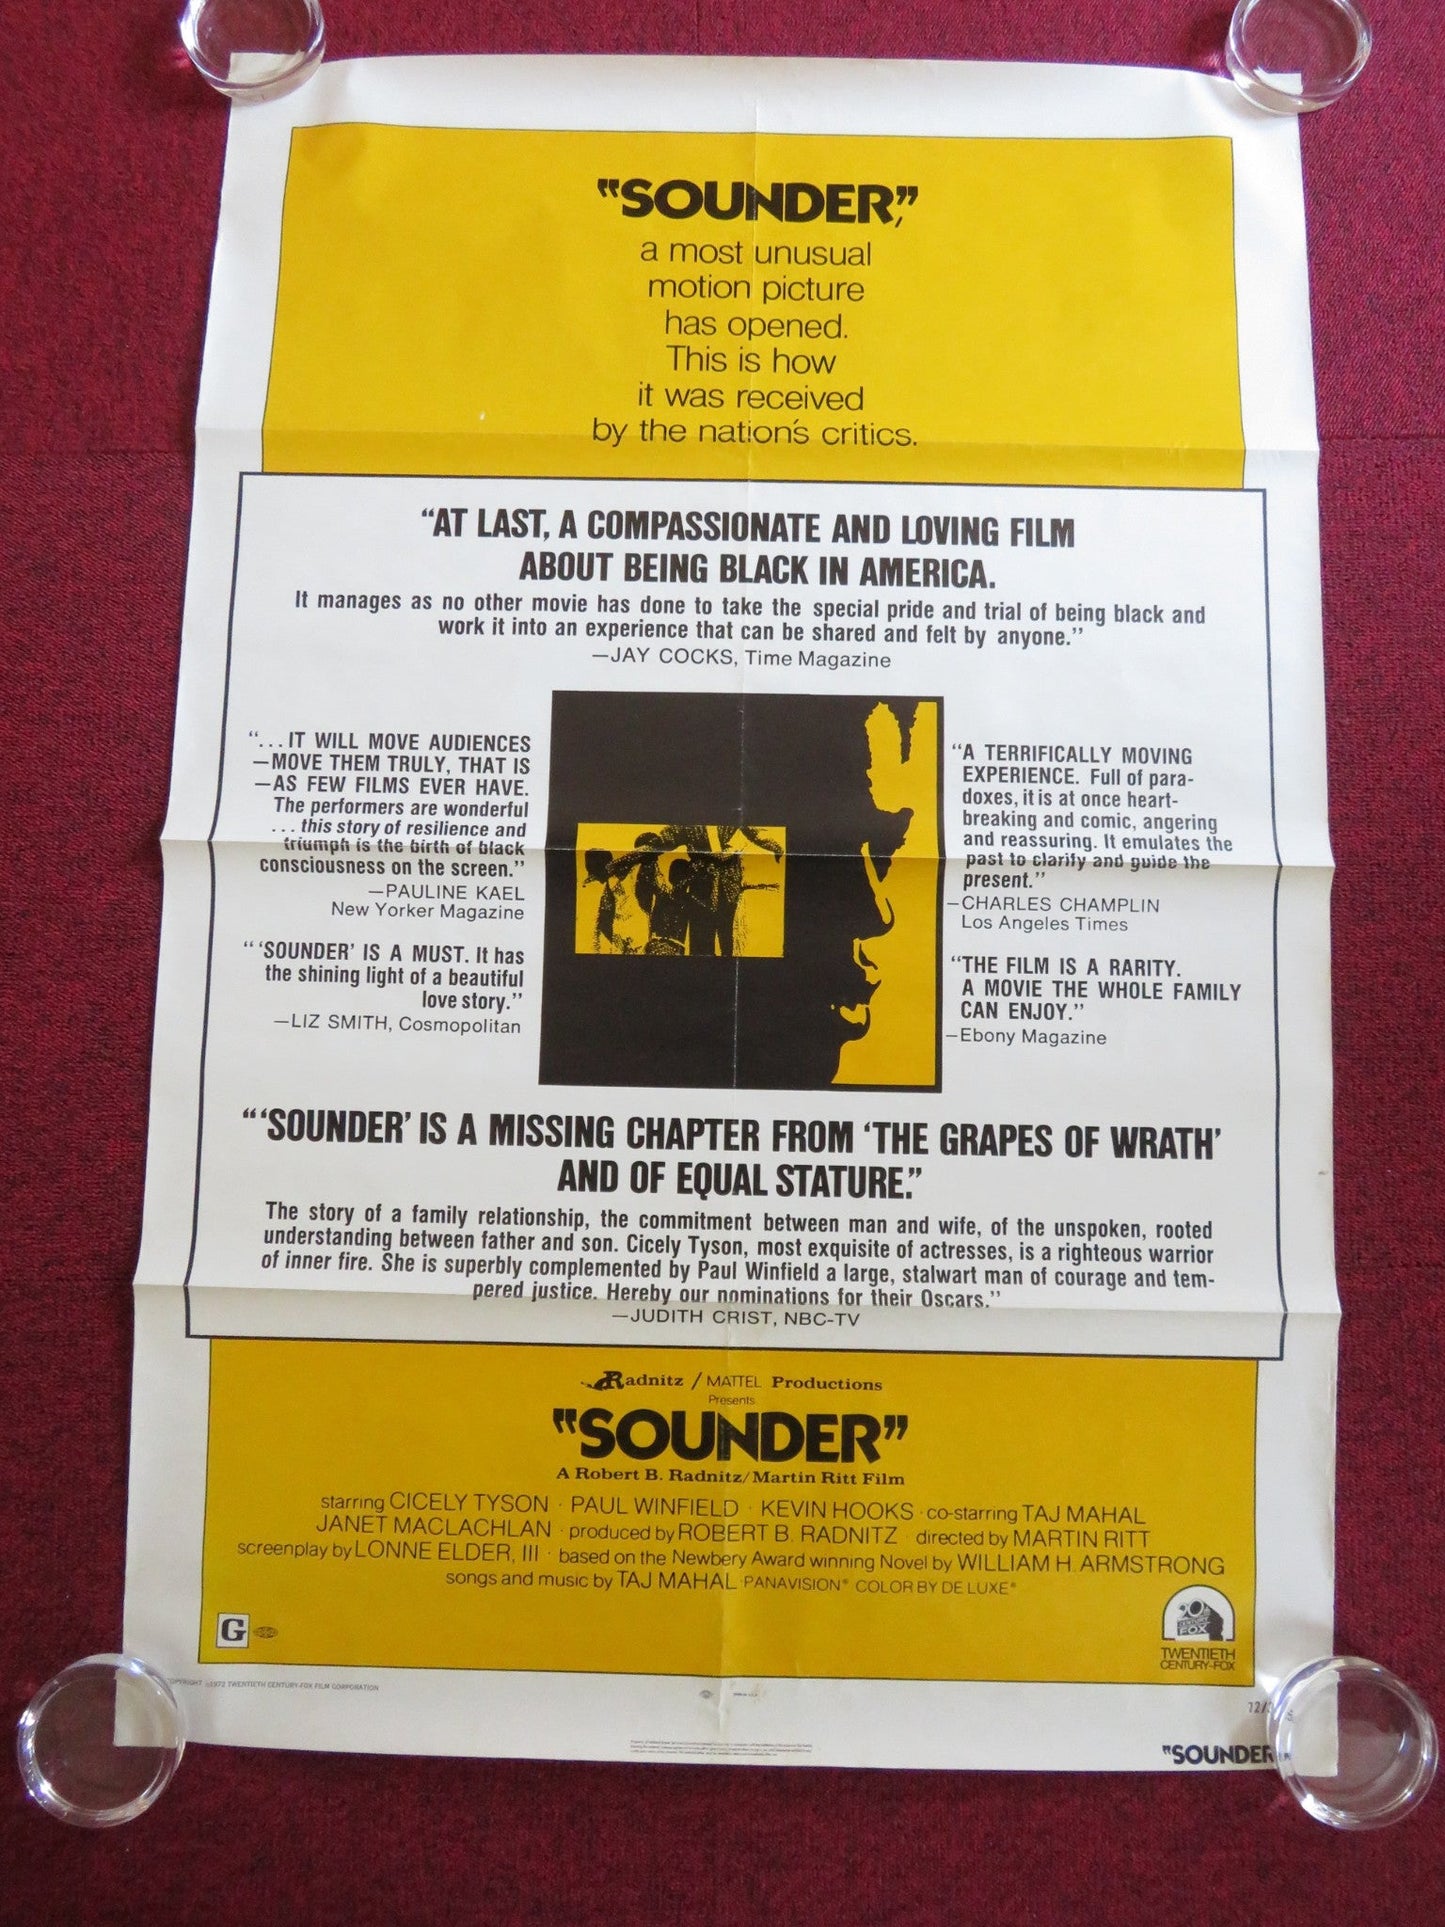 "SOUNDER,"
a most unusual
motion picture
has opened.
This is how
it was received
by the nation's critics.
"AT LAST, A COMPASSIONATE AND LOVING FILM
ABOUT BEING BLACK IN AMERICA.
It manages as no other movie has done to take the special pride and trial of being black and
work it into an experience that can be shared and felt by anyone."
—JAY COCKS, Time Magazine
"...IT WILL MOVE AUDIENCES
—MOVE THEM TRULY, THAT IS
—AS FEW FILMS EVER HAVE.
The performers are wonderful
...this story of resilience and
triumph is the birth of black
consciousness on the screen."
—PAULINE KAEL
New Yorker Magazine
"'SOUNDER' IS A MUST. It has
the shining light of a beautiful
love story."
—LIZ SMITH, Cosmopolitan
"A TERRIFICALLY MOVING
EXPERIENCE. Full of para-
doxes, it is at once heart-
breaking and comic, angering
and reassuring. It emulates the
past to clarify and guide the
present."
—CHARLES CHAMPLIN
Los Angeles Times
"THE FILM IS A RARITY.
A MOVIE THE WHOLE FAMILY
CAN ENJOY."
—Ebony Magazine
"'SOUNDER' IS A MISSING CHAPTER FROM 'THE GRAPES OF WRATH'
AND OF EQUAL STATURE."
The story of a family relationship, the commitment between man and wife, of the unspoken, rooted
understanding between father and son. Cicely Tyson, most exquisite of actresses, is a righteous warrior
of inner fire. She is superbly complemented by Paul Winfield a large, stalwart man of courage and tem-
pered justice. Hereby our nominations for their Oscars."
—JUDITH CRIST, NBC-TV
Radnitz / MATTEL Productions
Presents
"SOUNDER"
A Robert B. Radnitz/Martin Ritt Film
starring CICELY TYSON · PAUL WINFIELD · KEVIN HOOKS · co-starring TAJ MAHAL
JANET MACLACHLAN · produced by ROBERT B. RADNITZ · directed by MARTIN RITT
screenplay by LONNE ELDER, III · based on the Newbery Award winning Novel by WILLIAM H. ARMSTRONG
songs and music by TAJ MAHAL · PANAVISION® COLOR BY DE LUXE®
G
20th
CENTURY
FOX
TWENTIETH
CENTURY-FOX
COPYRIGHT ©1972 TWENTIETH CENTURY-FOX FILM CORPORATION
"SOUNDER"